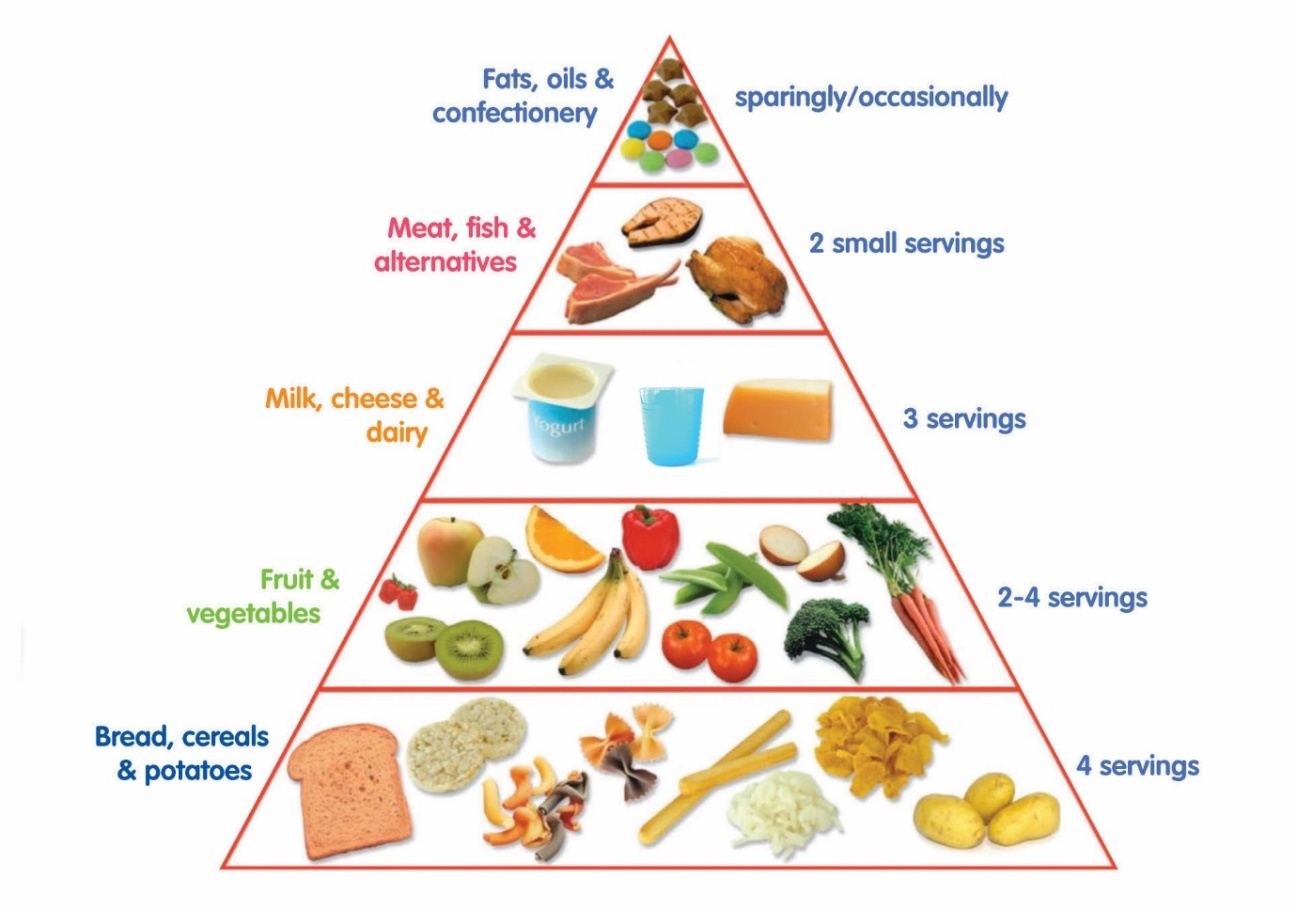 Fats, oils &
confectionery
sparingly/occasionally
Meat, fish &
alternatives
2 small servings
Milk, cheese &
dairy
Yogurt
3 servings
Fruit &
vegetables
2-4 servings
Bread, cereals
& potatoes
4 servings